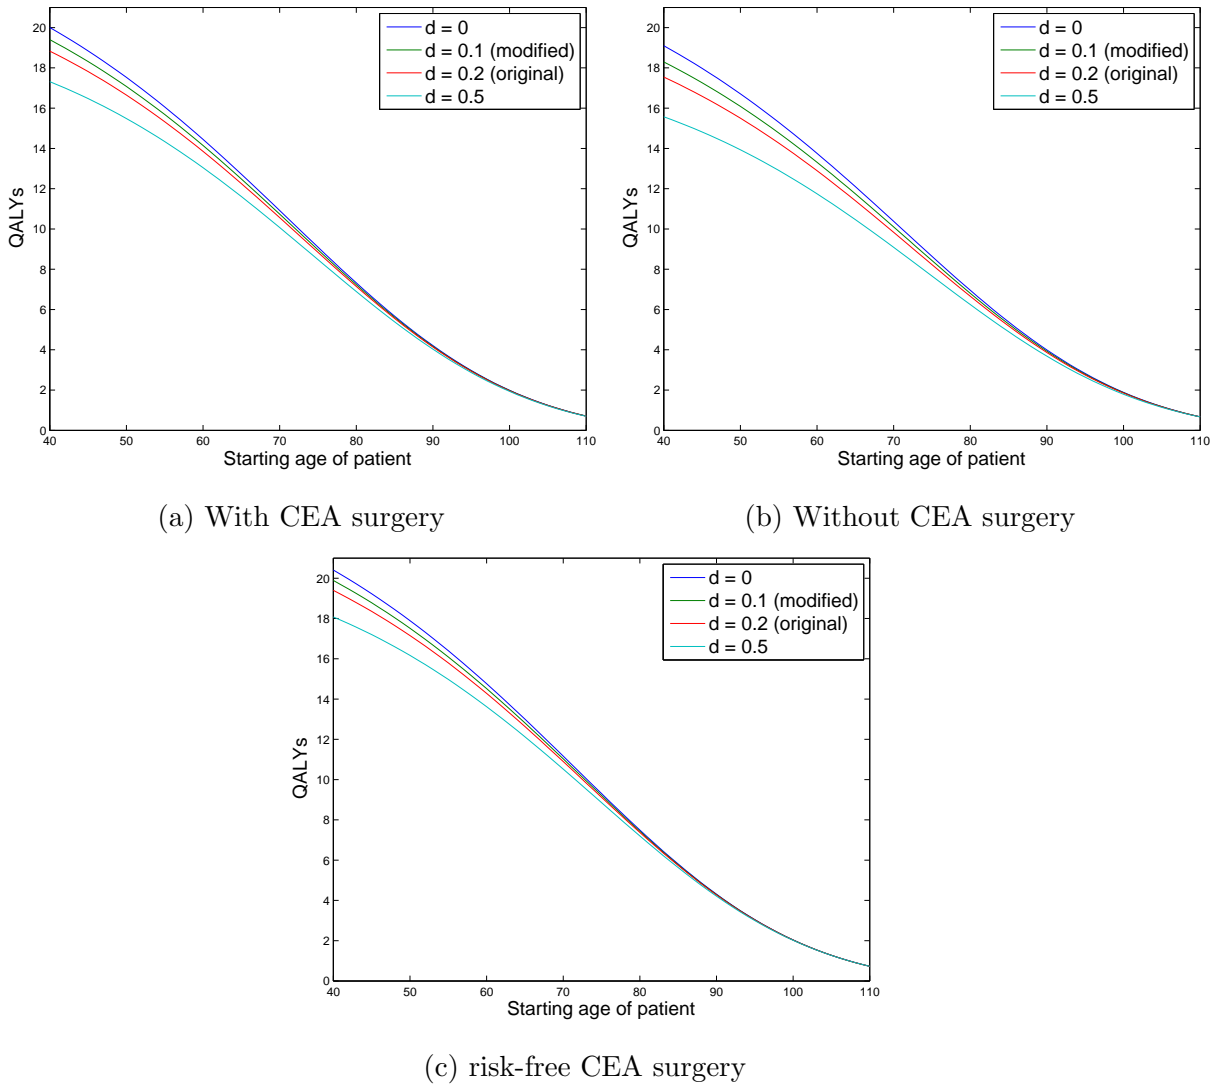 20
18
16
14
12
10
8
6
4
2
0
QALYs
d = 0
d = 0.1 (modified)
d = 0.2 (original)
d = 0.5
40 50 60 70 80 90 100 110
Starting age of patient
(a) With CEA surgery
20
18
16
14
12
10
8
6
4
2
0
QALYs
d = 0
d = 0.1 (modified)
d = 0.2 (original)
d = 0.5
40 50 60 70 80 90 100 110
Starting age of patient
(b) Without CEA surgery
20
18
16
14
12
10
8
6
4
2
0
QALYs
d = 0
d = 0.1 (modified)
d = 0.2 (original)
d = 0.5
40 50 60 70 80 90 100 110
Starting age of patient
(c) risk-free CEA surgery